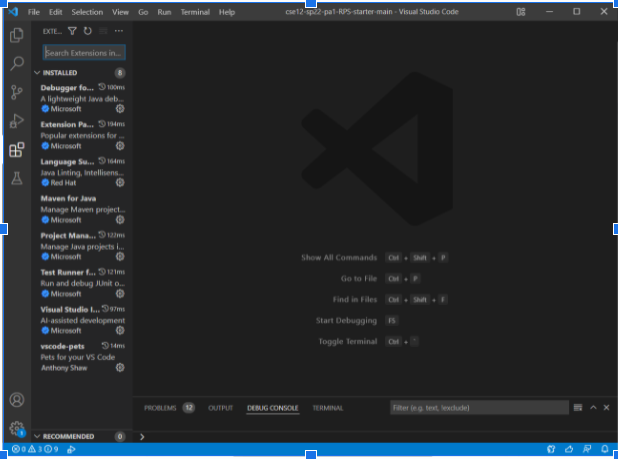 File Edit Selection View Go Run Terminal Help cse12-sp22-pa1-RPS-starter-main - Visual Studio Code
EXTE...
Search Extensions in...
INSTALLED 8
Debugger fo... 100ms
A lightweight Java deb...
Microsoft
Extension Pa... 194ms
Popular extensions for ...
Microsoft
Language Su... 164ms
Java Linting, Intellisens...
Red Hat
Maven for Java
Manage Maven project...
Microsoft
Project Mana... 122ms
Manage Java projects i...
Microsoft
Test Runner f... 121ms
Run and debug JUnit o...
Microsoft
Visual Studio I... 97ms
AI-assisted development
Microsoft
vscode-pets 14ms
Pets for your VS Code
Anthony Shaw
RECOMMENDED 0
Show All Commands Ctrl + Shift + P
Go to File Ctrl + P
Find in Files Ctrl + Shift + F
Start Debugging F5
Toggle Terminal Ctrl + `
PROBLEMS 12 OUTPUT DEBUG CONSOLE TERMINAL Filter (e.g. text, !exclude)
1
0 3 9